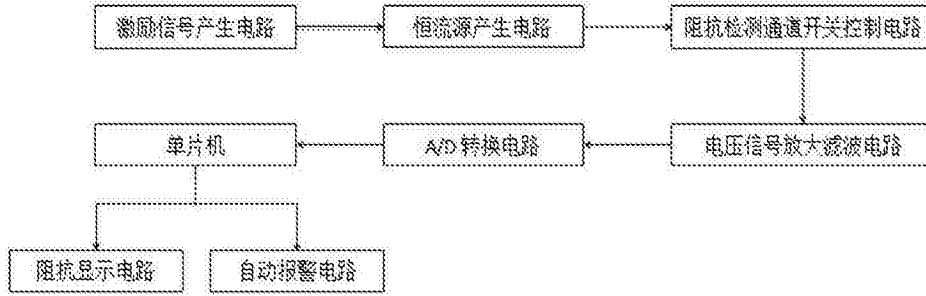 激励信号产生电路
恒流源产生电路
阻抗检测通道开关控制电路
单片机
A/D 转换电路
电压信号放大滤波电路
阻抗显示电路
自动报警电路